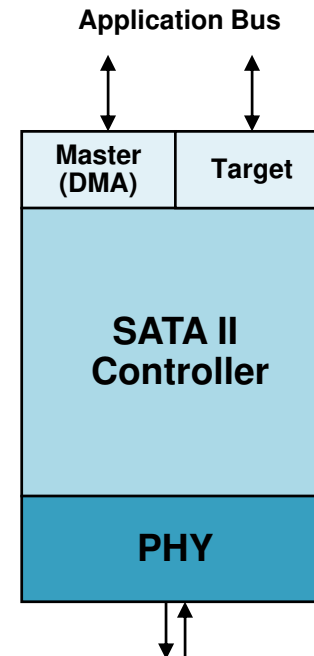 Application Bus
Master
(DMA)
Target
SATA II
Controller
PHY